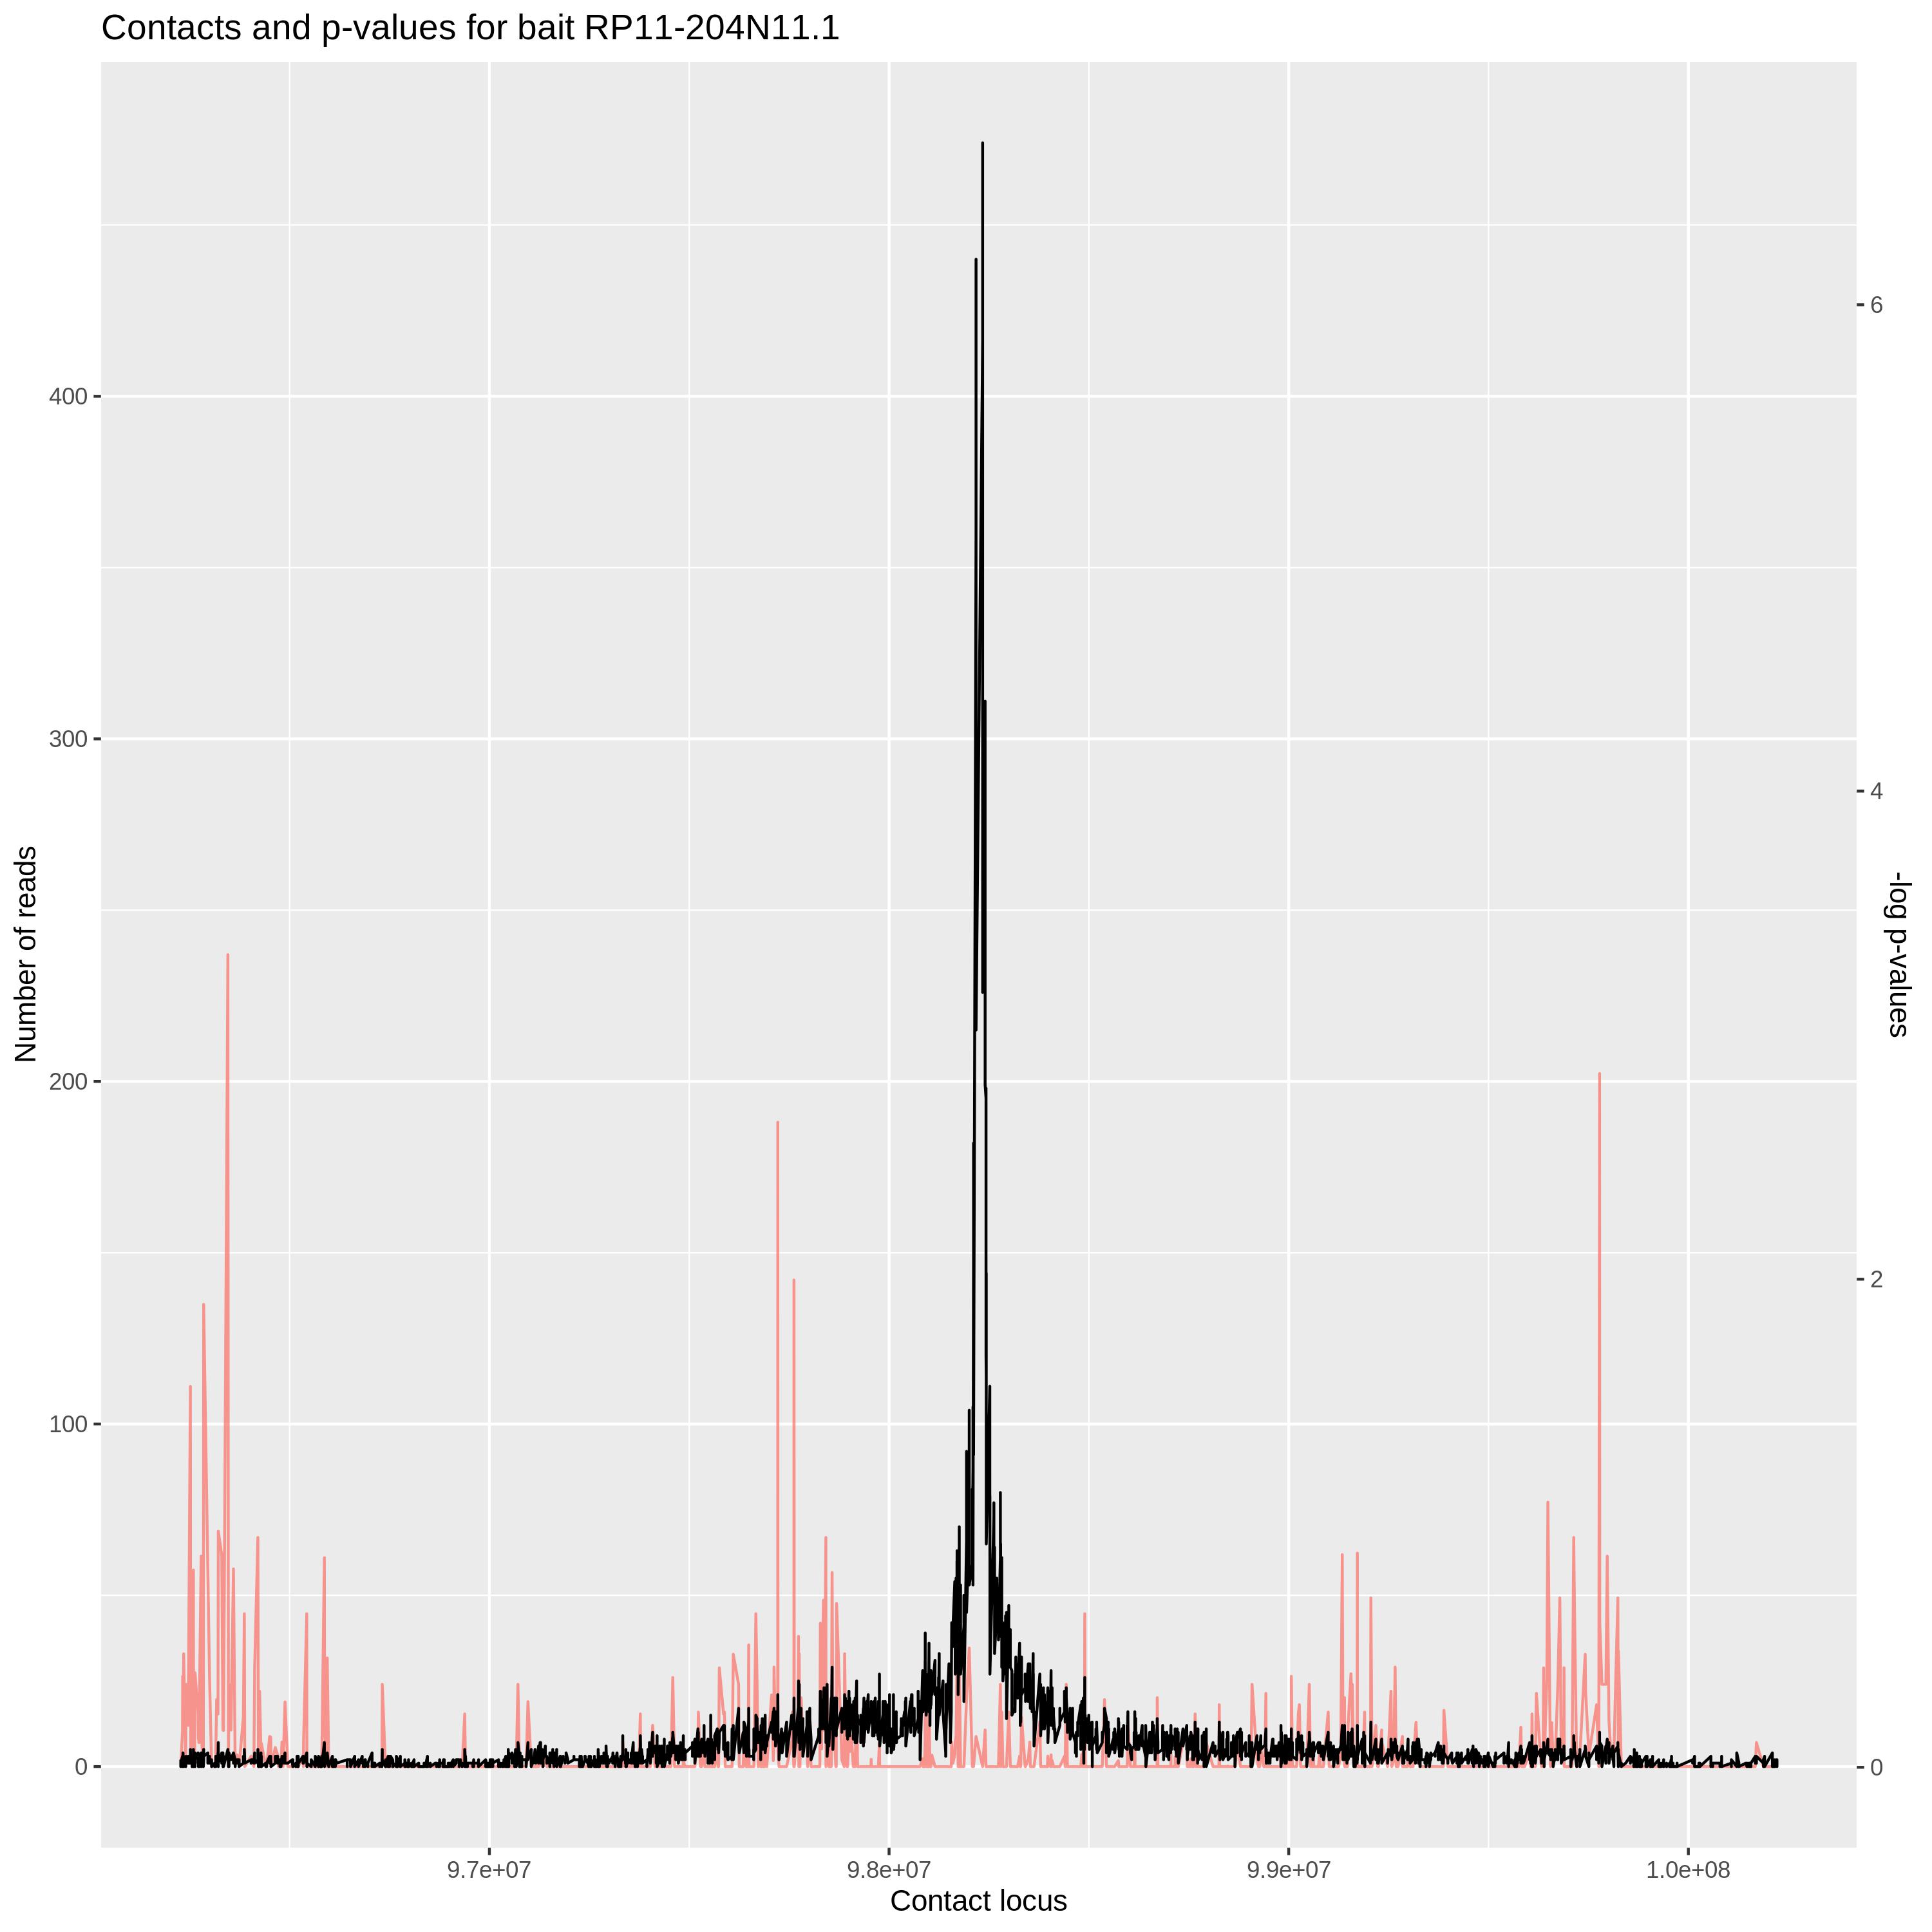 Contacts and p-values for bait RP11-204N11.1
Number of reads
400
300
200
100
0
6
4
2
0
-log p-values
9.7e+07
9.8e+07
9.9e+07
1.0e+08
Contact locus